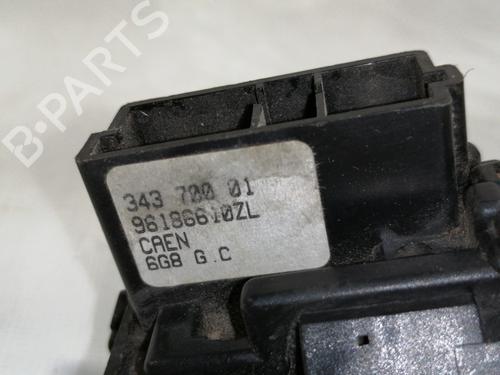 B-PARTS
343 700 01
96186610ZL
CAEN
6G8 G.C